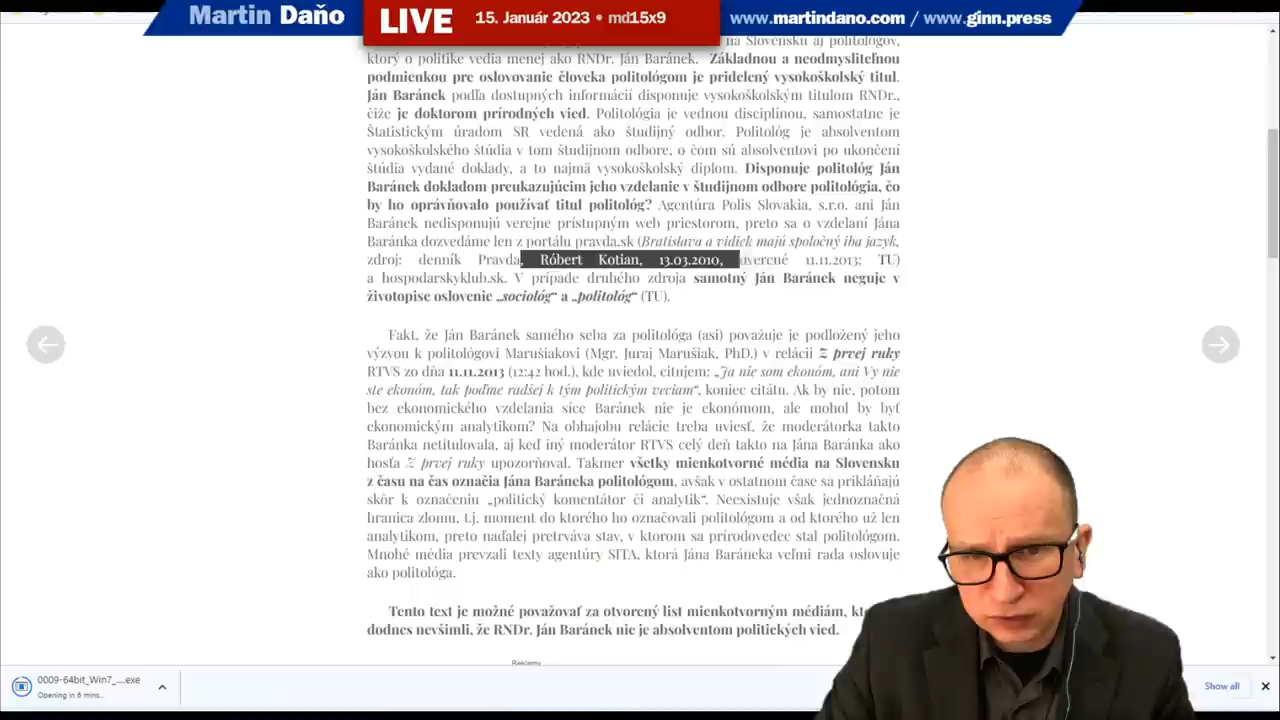 Martin Daňo
LIVE
15. Január 2023 • md15x9
www.martindano.com / www.ginn.press
na Slovensku aj politológov,
ktorý o politike vedia menej ako RNDr. Ján Baránek. Základnou a neodmysliteľnou
podmienkou pre oslovovanie človeka politológom je pridelený vysokoškolský titul.
Ján Baránek podľa dostupných informácií disponuje vysokoškolským titulom RNDr.,
čiže je doktorom prírodných vied. Politológia je vednou disciplínou, samostatne je
Štatistickým úradom SR vedená ako študijný odbor. Politológ je absolventom
vysokoškolského štúdia v tom študijnom odbore, o čom sú absolventovi po ukončení
štúdia vydané doklady, a to najmä vysokoškolský diplom. Disponuje politológ Ján
Baránek dokladom preukazujúcim jeho vzdelanie v študijnom odbore politológia, čo
by ho oprávňovalo používať titul politológ? Agentúra Polis Slovakia, s.r.o. ani Ján
Baránek nedisponujú verejne prístupným web priestorom, preto sa o vzdelaní Jána
Baránka dozvedáme len z portálu pravda.sk (Bratislava a vidiek majú spoločný iba jazyk,
zdroj: denník Pravda, Róbert Kotian, 13.03.2010, uverené 11.11.2013; TU)
a hospodarskyklub.sk. V prípade druhého zdroja samotný Ján Baránek neguje v
životopise oslovenie „sociológ“ a „politológ“ (TU).
Fakt, že Ján Baránek samého seba za politológa (asi) považuje je podložený jeho
výzvou k politológovi Marušiakovi (Mgr. Juraj Marušiak, PhD.) v relácii Z prvej ruky
RTVS zo dňa 11.11.2013 (12:42 hod.), kde uviedol, citujem: „Ja nie som ekonóm, ani Vy nie
ste ekonóm, tak poďme radšej k tým politickým veciam“, koniec citátu. Ak by nie, potom
bez ekonomického vzdelania síce Baránek nie je ekonómom, ale mohol by byť
ekonomickým analytikom? Na obhajobu relácie treba uviesť, že moderátorka takto
Baránka netitulovala, aj keď iný moderátor RTVS celý deň takto na Jána Baránka ako
hosťa Z prvej ruky upozorňoval. Takmer všetky mienkotvorné média na Slovensku
z času na čas označia Jána Baráneka politológom, avšak v ostatnom čase sa prikláňajú
skôr k označeniu „politický komentátor či analytik“. Neexistuje však jednoznačná
hranica zlomu, t.j. moment do ktorého ho označovali politológom a od ktorého už len
analytikom, preto naďalej pretrváva stav, v ktorom sa prírodovedec stal politológom.
Mnohé média prevzali texty agentúry SITA, ktorá Jána Baráneka veľmi rada oslovuje
ako politológa.
Tento text je možné považovať za otvorený list mienkotvorným médiám,
dodnes nevšimli, že RNDr. Ján Baránek nie je absolventom politických vied.
Reklamy
0009-64bit_Win7_....exe
Opening in 6 mins...
Show all